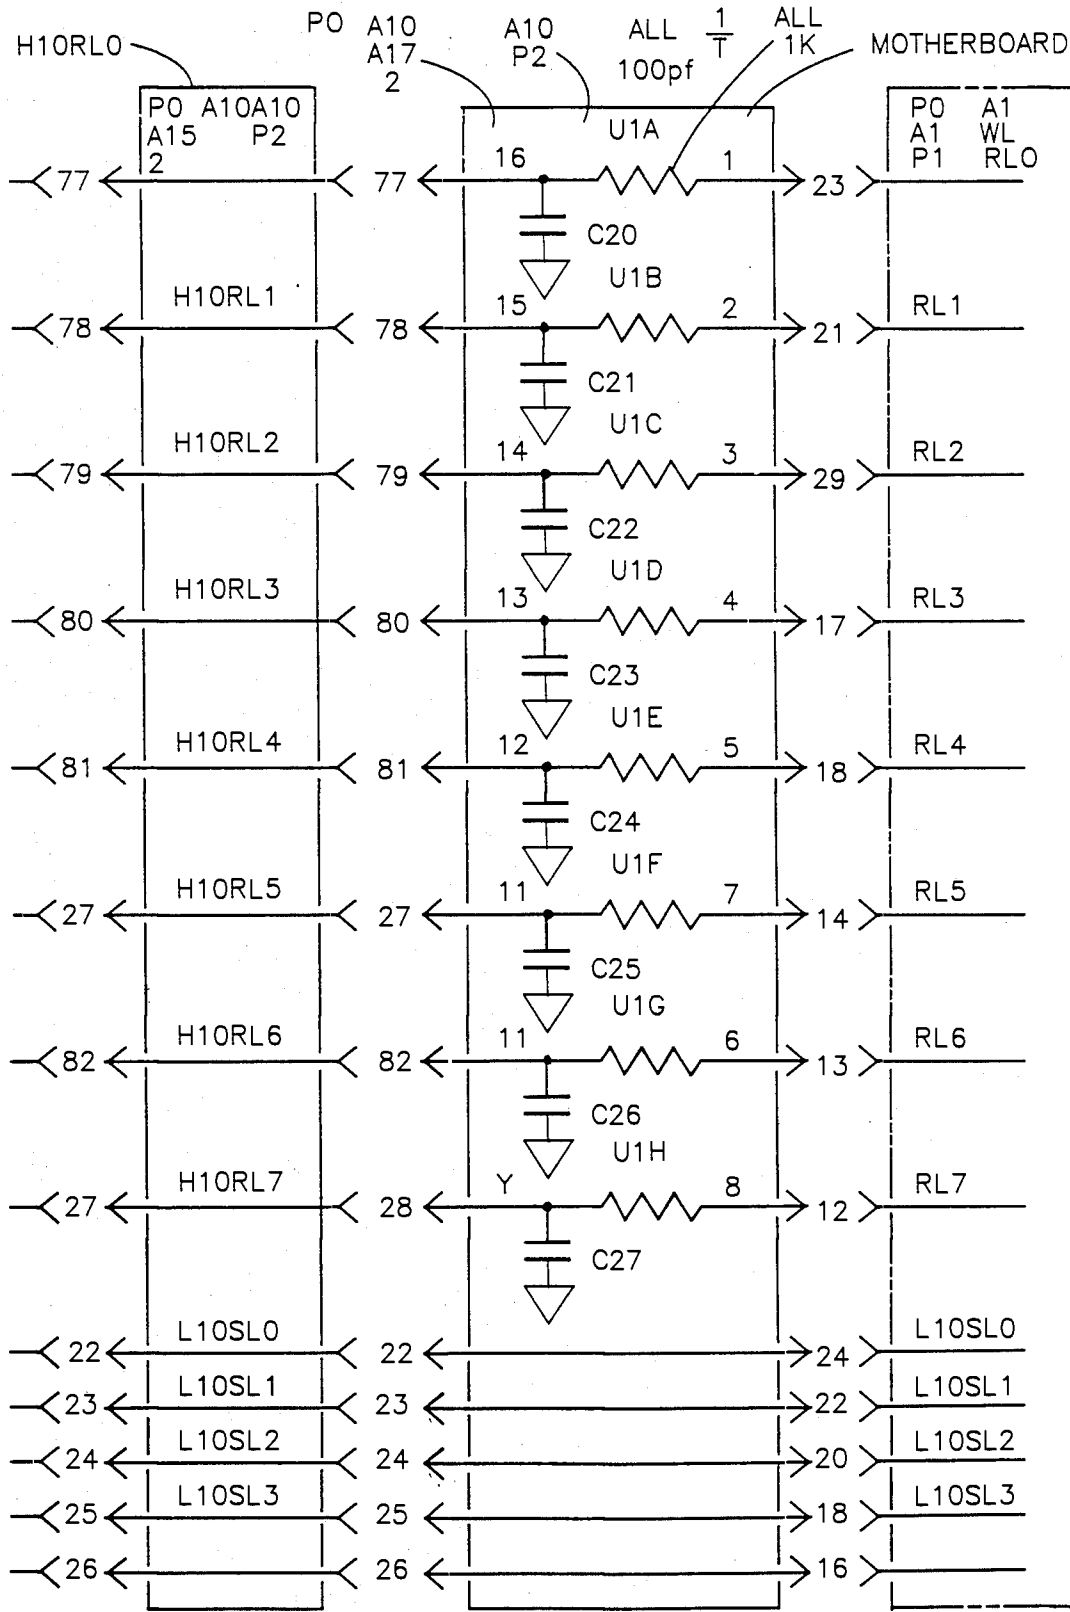 H10RL0
P0 A10
A17
2
A10
P2
ALL
100pf
1
T
ALL
1K
MOTHERBOARD
P0 A10A10
A15 P2
2
U1A
P0 A1
A1 WL
P1 RL0
77 77 16 1 23
C20
U1B
H10RL1 15 2 RL1
78 78 21
C21
U1C
H10RL2 14 3 RL2
79 79 29
C22
U1D
H10RL3 13 4 RL3
80 80 17
C23
U1E
H10RL4 12 5 RL4
81 81 18
C24
U1F
H10RL5 11 7 RL5
27 27 14
C25
U1G
H10RL6 11 6 RL6
82 82 13
C26
U1H
H10RL7 Y 8 RL7
27 28 12
C27
L10SL0 L10SL0
22 22 24
L10SL1 L10SL1
23 23 22
L10SL2 L10SL2
24 24 20
L10SL3 L10SL3
25 25 18
26 26 16